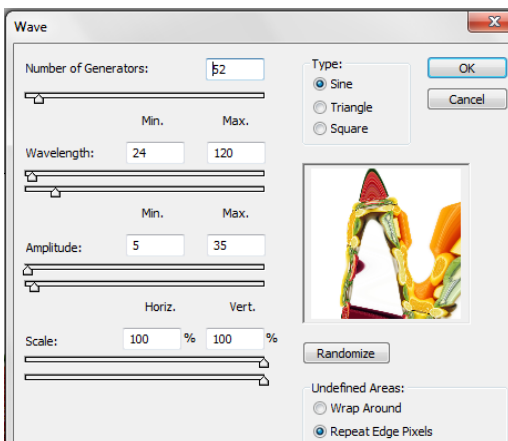 Wave
Number of Generators: 52
Min. Max.
Wavelength: 24 120
Min. Max.
Amplitude: 5 35
Horiz. Vert.
Scale: 100 % 100 %
Type:
Sine
Triangle
Square
OK
Cancel
Randomize
Undefined Areas:
Wrap Around
Repeat Edge Pixels